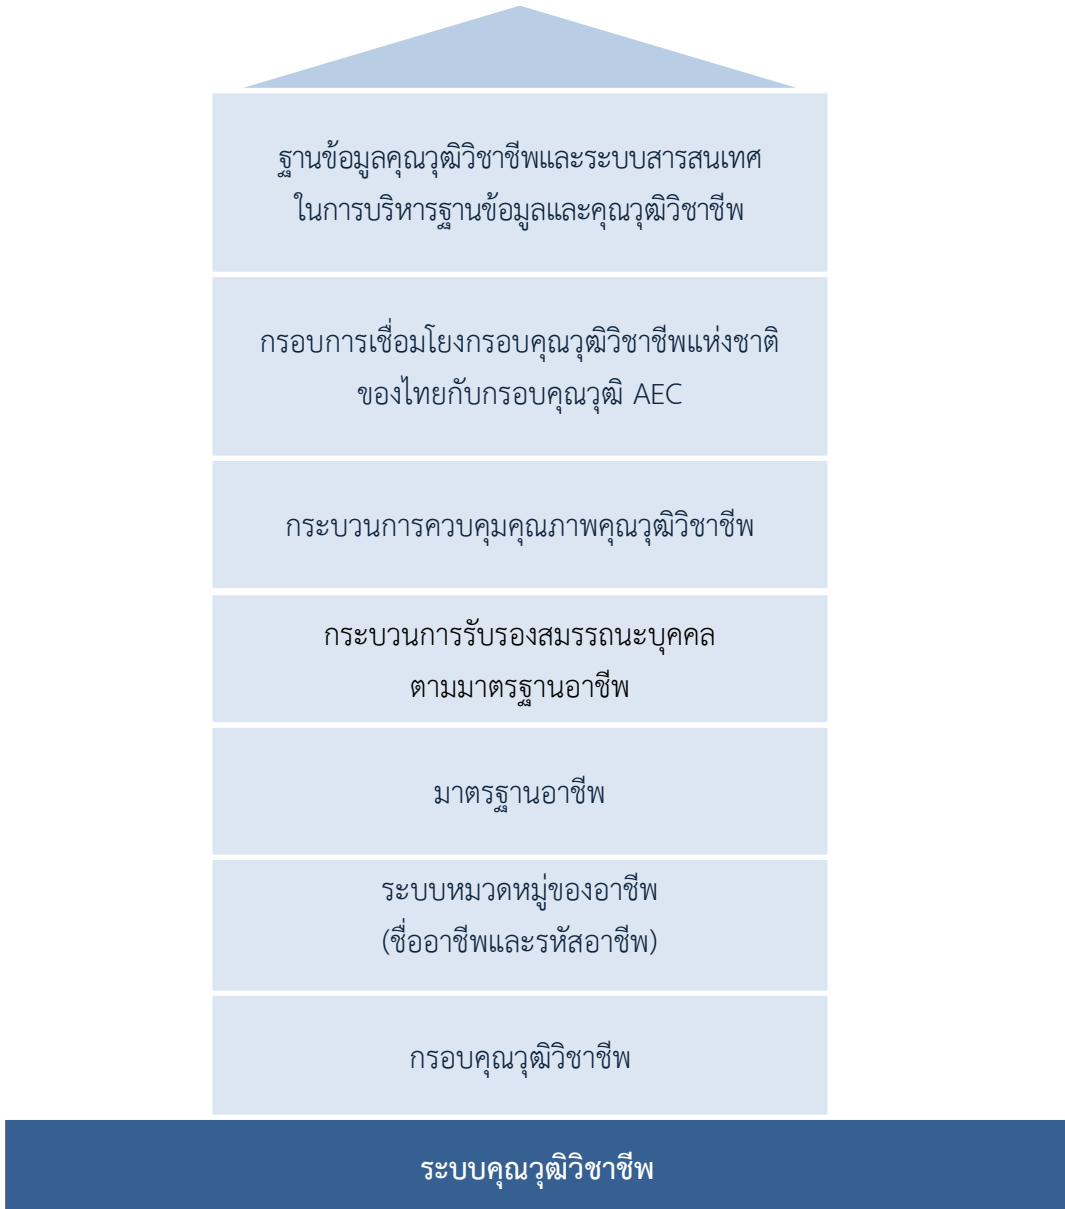 ฐานข้อมูลคุณวุฒิวิชาชีพและระบบสารสนเทศ
ในการบริหารฐานข้อมูลและคุณวุฒิวิชาชีพ
กรอบการเชื่อมโยงกรอบคุณวุฒิวิชาชีพแห่งชาติ
ของไทยกับกรอบคุณวุฒิ AEC
กระบวนการควบคุมคุณภาพคุณวุฒิวิชาชีพ
กระบวนการรับรองสมรรถนะบุคคล
ตามมาตรฐานอาชีพ
มาตรฐานอาชีพ
ระบบหมวดหมู่ของอาชีพ
(ชื่ออาชีพและรหัสอาชีพ)
กรอบคุณวุฒิวิชาชีพ
ระบบคุณวุฒิวิชาชีพ